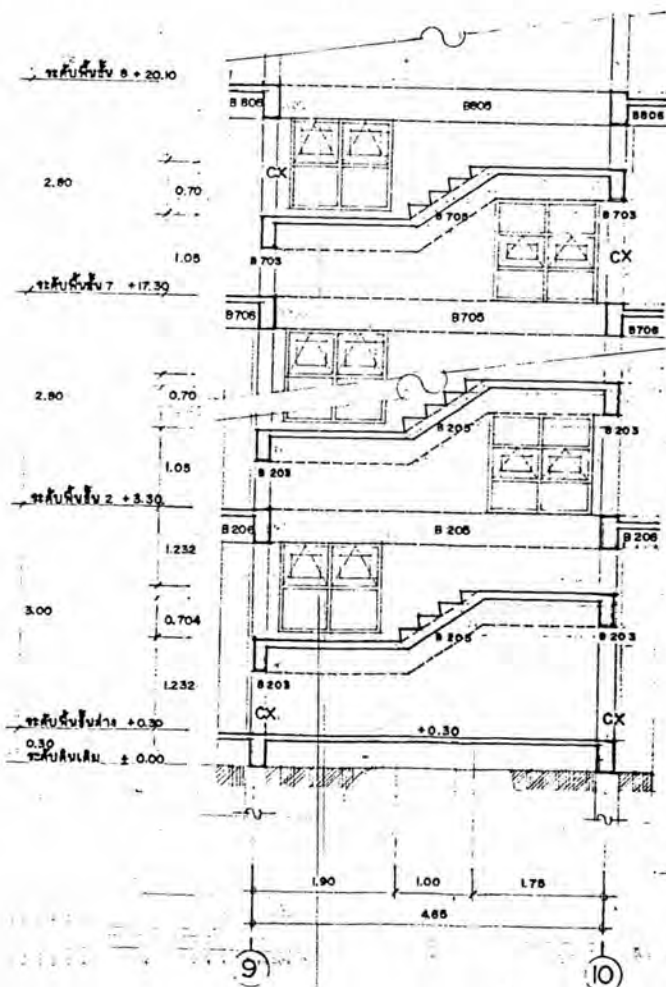 ระดับพื้นชั้น 8 + 20.10
B 806
B805
B806
CX
2.80
0.70
B 705
B 703
1.05
B 703
CX
ระดับพื้นชั้น 7 +17.30
B706
B705
B706
2.80
0.70
B 205
B 203
1.05
B 203
ระดับพื้นชั้น 2 +3.30
B 206
B 205
B 206
1.232
3.00
0.704
B 205
B 203
1.232
B 203
CX.
CX
ระดับพื้นชั้นล่าง +0.30
+0.30
0.30
ระดับดินเดิม ± 0.00
1.90
1.00
1.75
4.65
9
10